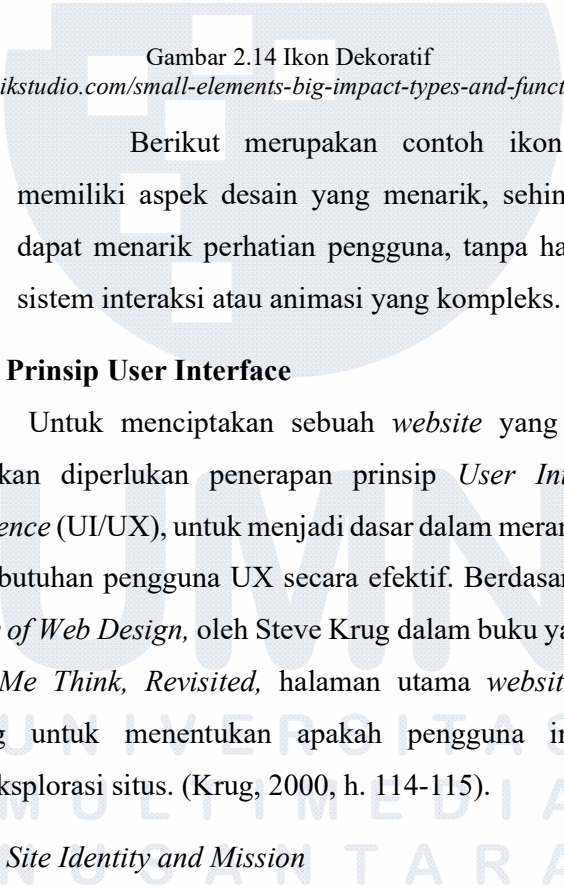 Gambar 2.14 Ikon Dekoratif
ikstudio.com/small-elements-big-impact-types-and-funct
Berikut merupakan contoh ikon
memiliki aspek desain yang menarik, sehin
dapat menarik perhatian pengguna, tanpa ha
sistem interaksi atau animasi yang kompleks.
Prinsip User Interface
Untuk menciptakan sebuah website yang
kan diperlukan penerapan prinsip User Int
ence (UI/UX), untuk menjadi dasar dalam meran
butuhan pengguna UX secara efektif. Berdasar
of Web Design, oleh Steve Krug dalam buku ya
Me Think, Revisited, halaman utama websit
g untuk menentukan apakah pengguna in
ksplorasi situs. (Krug, 2000, h. 114-115).
Site Identity and Mission
UMN
UNIVERSITAS
MULTIMEDIA
NUSANTARA